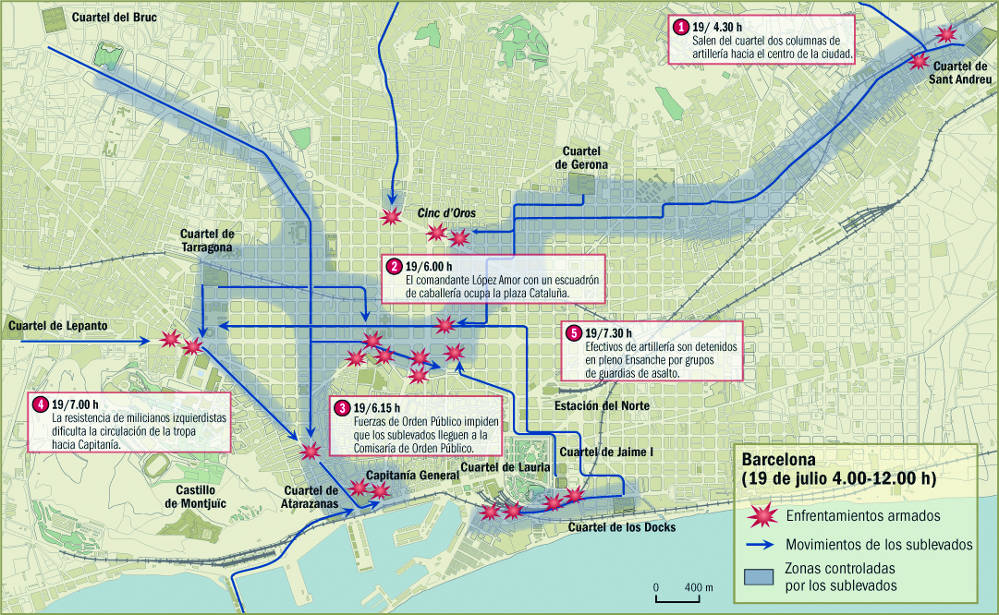 Cuartel del Bruc
1
19/ 4.30 h
Salen del cuartel dos columnas de
artillería hacia el centro de la ciudad.
Cuartel de
Sant Andreu
Cuartel
de Gerona
Cinc d'Oros
Cuartel de
Tarragona
2
19/6.00 h
El comandante López Amor con un escuadrón
de caballería ocupa la plaza Cataluña.
Cuartel de Lepanto
5
19/7.30 h
Efectivos de artillería son detenidos
en pleno Ensanche por grupos
de guardias de asalto.
4
19/7.00 h
La resistencia de milicianos izquierdistas
dificulta la circulación de la tropa
hacia Capitanía.
3
19/6.15 h
Fuerzas de Orden Público impiden
que los sublevados lleguen a la
Comisaría de Orden Público.
Estación del Norte
Cuartel de Jaime I
Cuartel de Lauria
Capitanía General
Castillo
de Montjuïc
Cuartel de
Atarazanas
Cuartel de los Docks
Barcelona
(19 de julio 4.00-12.00 h)
Enfrentamientos armados
Movimientos de los sublevados
Zonas controladas
por los sublevados
0 400 m